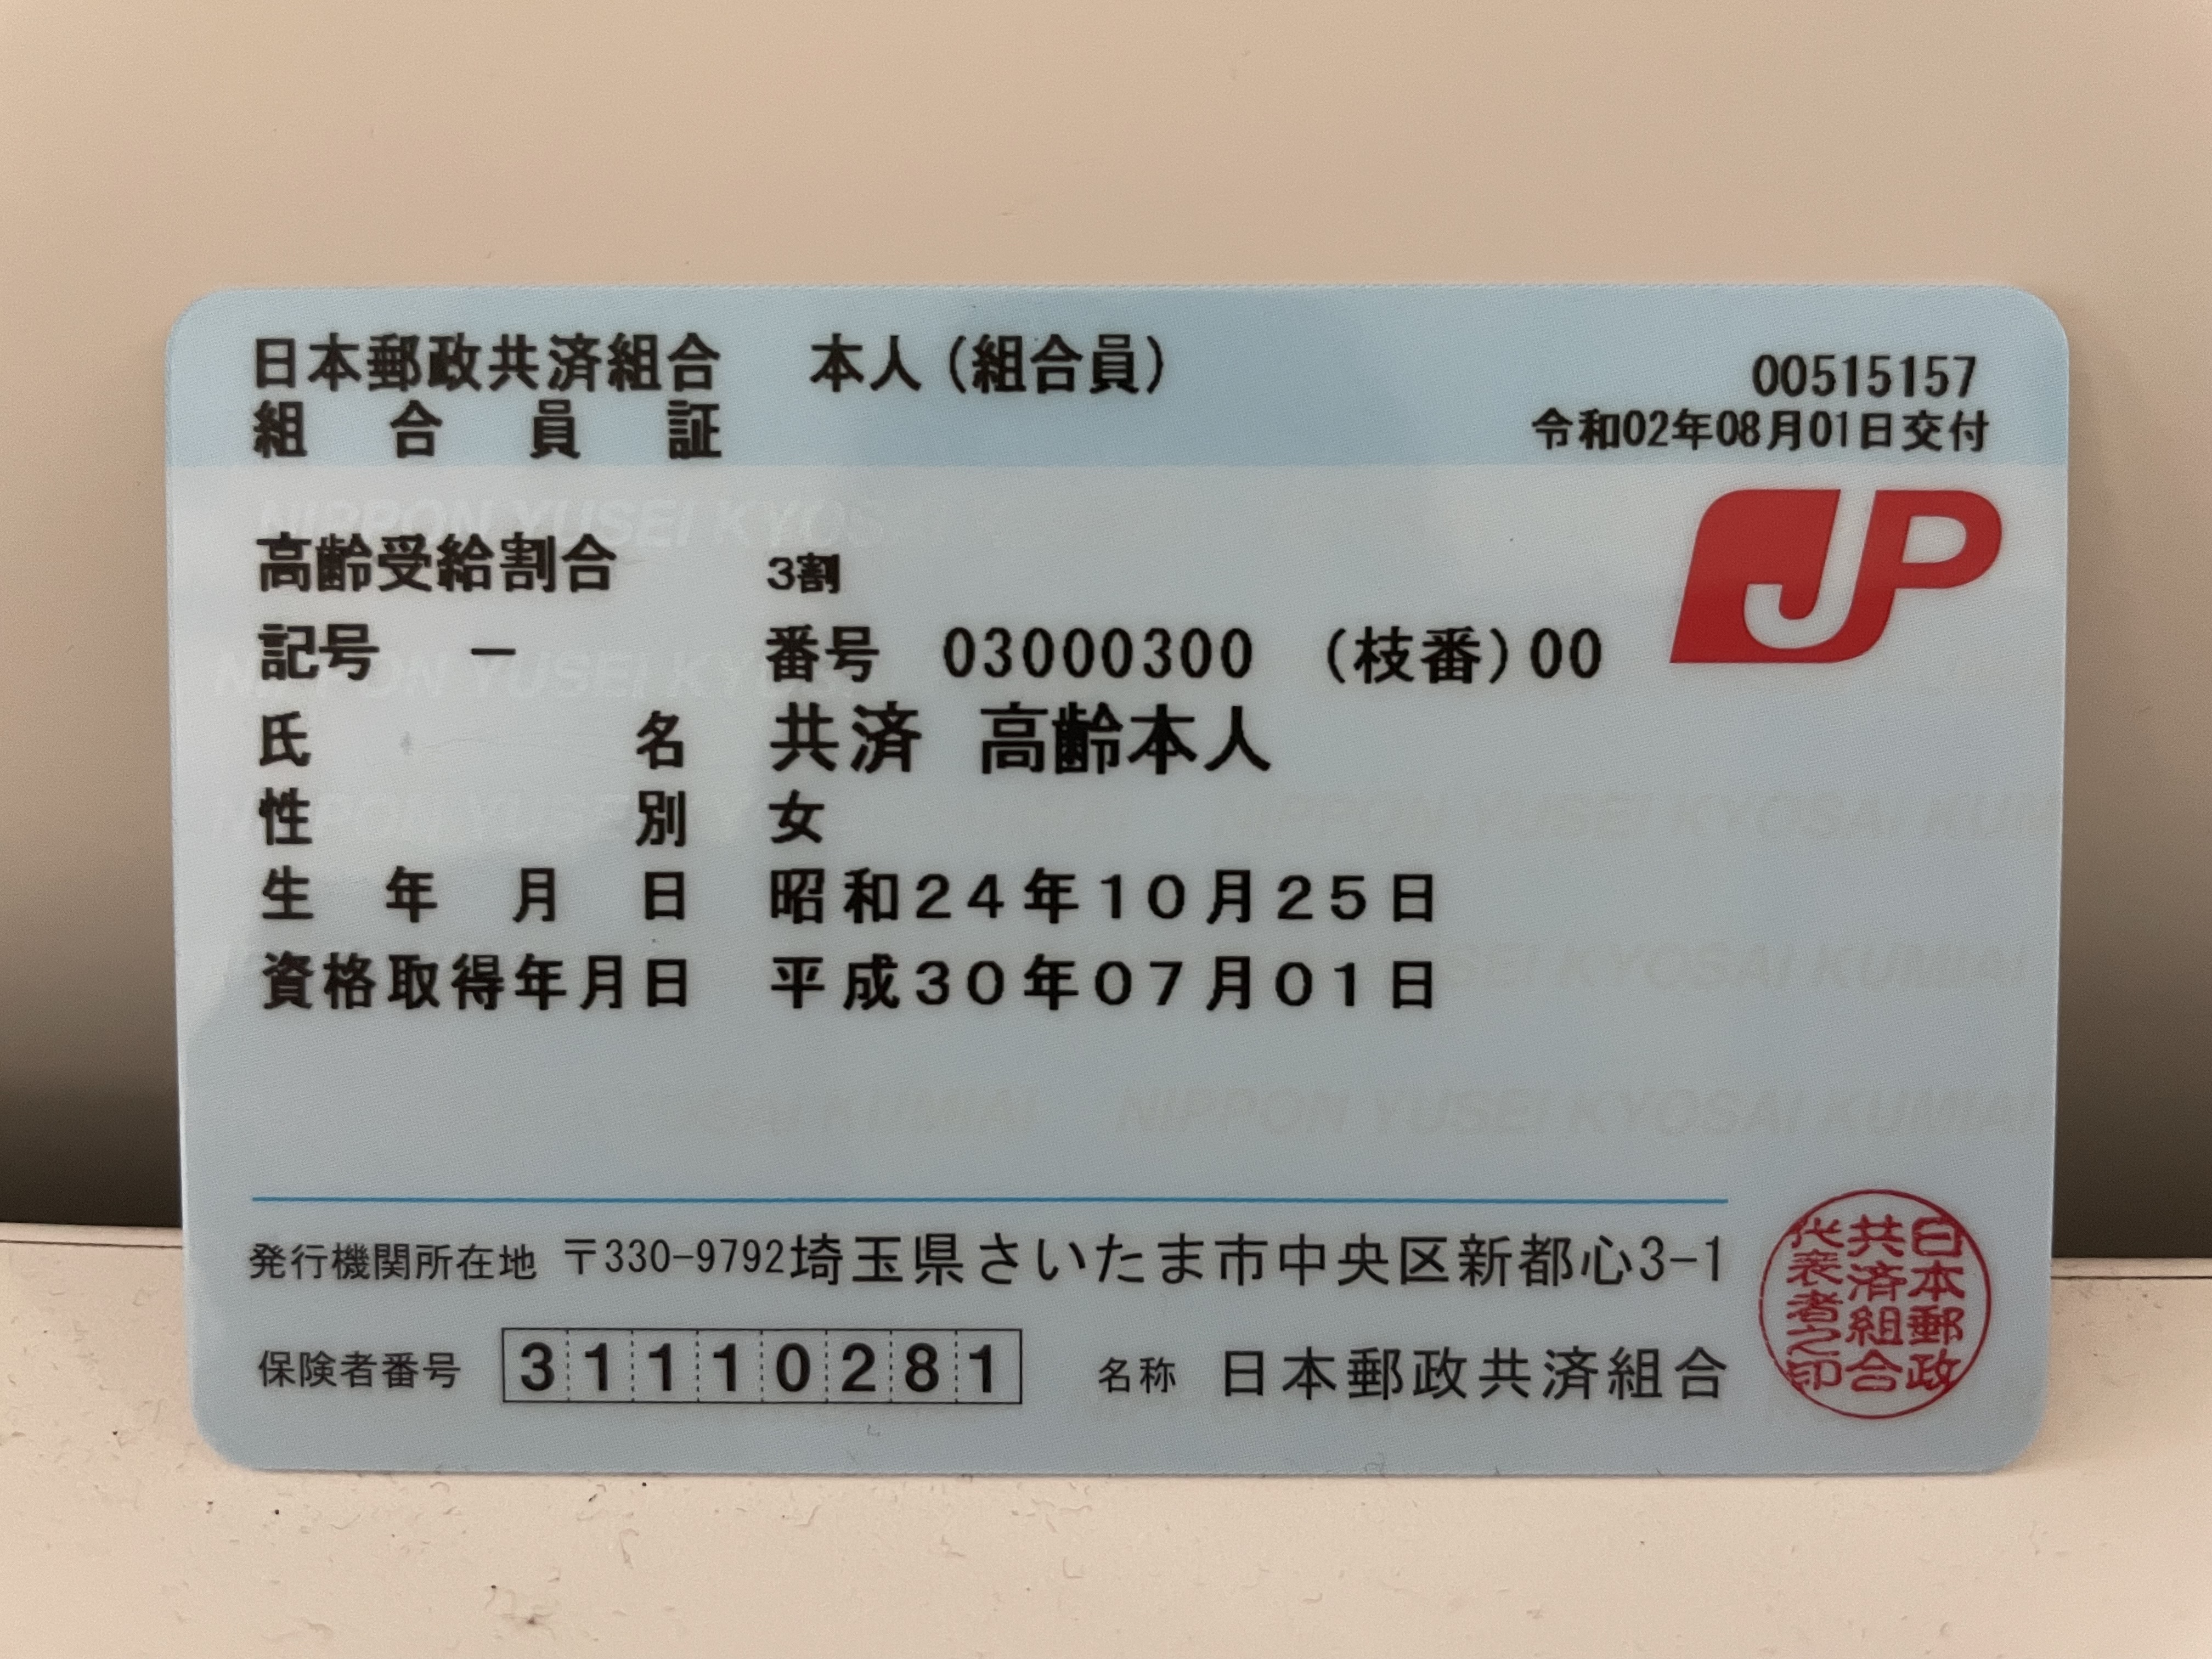 日本郵政共済組合 本人（組合員）
組合員証
00515157
令和02年08月01日交付
JP
高齢受給割合 3割
記号 － 番号 03000300 （枝番）00
氏名 共済 高齢本人
性別 女
生年月日 昭和24年10月25日
資格取得年月日 平成30年07月01日
NIPPON YUSEI KYOSAI KUMIAI
発行機関所在地 〒330-9792埼玉県さいたま市中央区新都心3-1
保険者番号 31110281 名称 日本郵政共済組合
日本郵政
共済組合
代表者之印